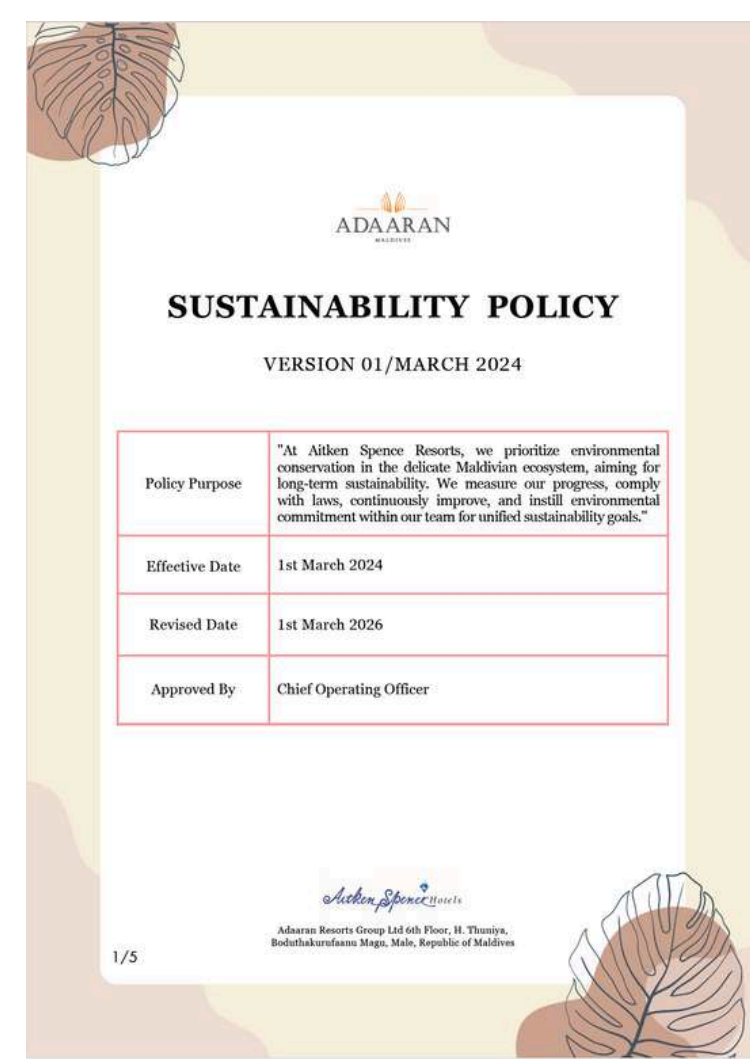 ADAARAN
MALDIVES
SUSTAINABILITY POLICY
VERSION 01/MARCH 2024
Policy Purpose
"At Aitken Spence Resorts, we prioritize environmental
conservation in the delicate Maldivian ecosystem, aiming for
long-term sustainability. We measure our progress, comply
with laws, continuously improve, and instill environmental
commitment within our team for unified sustainability goals."
Effective Date
1st March 2024
Revised Date
1st March 2026
Approved By
Chief Operating Officer
Aitken Spence Hotels
Adaaran Resorts Group Ltd 6th Floor, H. Thuniya,
Boduthakurufaanu Magu, Male, Republic of Maldives
1/5